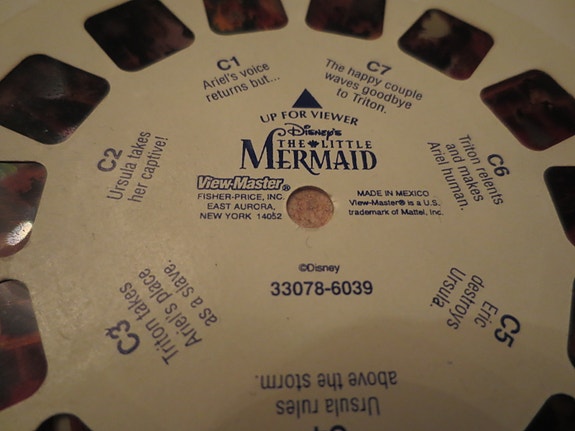 C1
Ariel's voice
returns but...
C7
The happy couple
waves goodbye
to Triton.
UP FOR VIEWER
Disney's
THE LITTLE
MERMAID
C2
Ursula takes
her captive!
C6
Triton relents
and makes
Ariel human.
View-Master®
FISHER-PRICE, INC.
EAST AURORA,
NEW YORK 14052
MADE IN MEXICO
View-Master® is a U.S.
trademark of Mattel, Inc.
©Disney
33078-6039
C3
Triton takes
Ariel's place
as a slave.
C5
Eric
destroys
Ursula.
Ursula rules
above the storm.